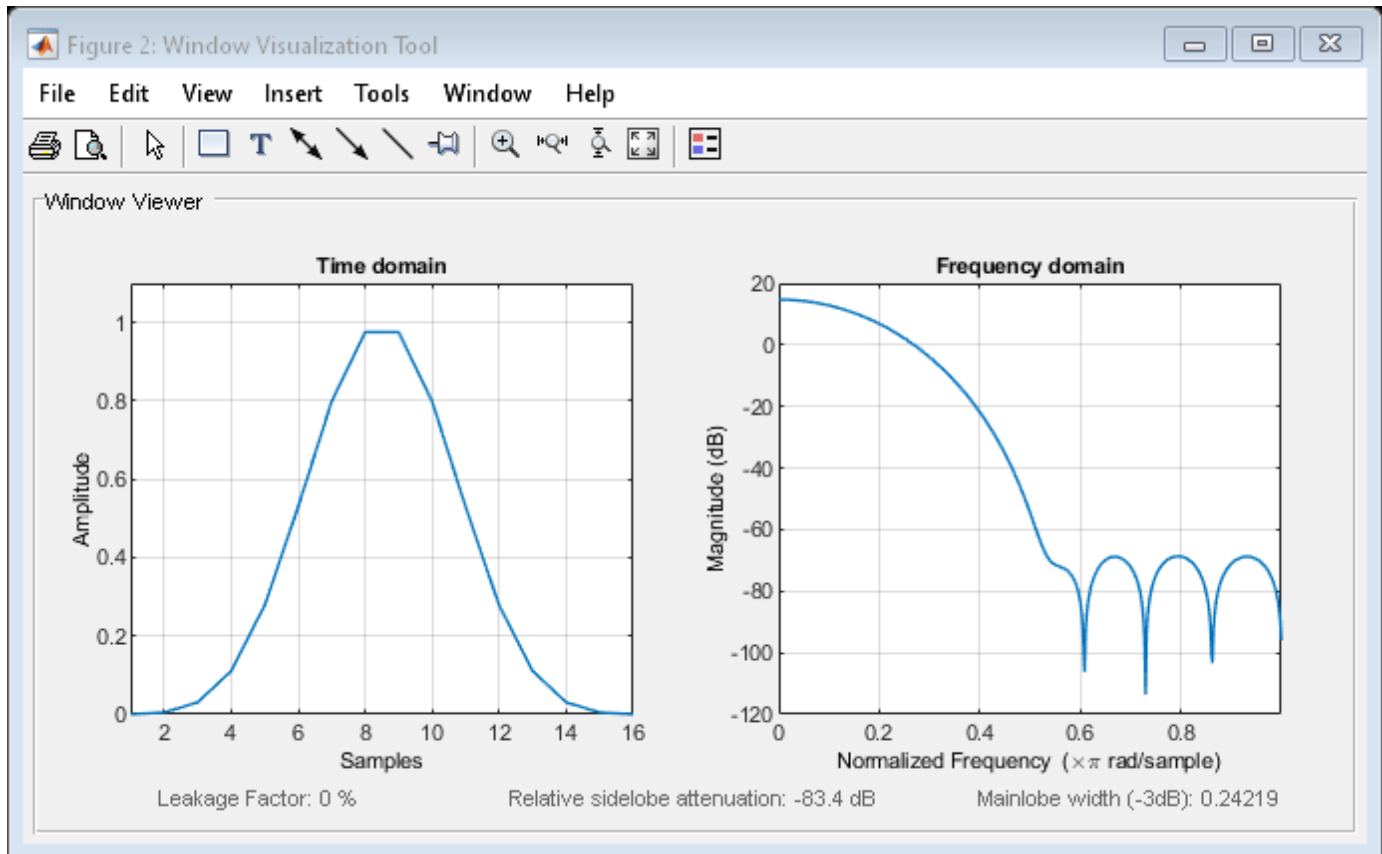 Figure 2: Window Visualization Tool
File Edit View Insert Tools Window Help
T
Window Viewer
Time domain
1
0.8
0.6
0.4
0.2
0
Amplitude
2 4 6 8 10 12 14 16
Samples
Frequency domain
20
0
-20
-40
-60
-80
-100
-120
Magnitude (dB)
0 0.2 0.4 0.6 0.8
Normalized Frequency (×π rad/sample)
Leakage Factor: 0 % Relative sidelobe attenuation: -83.4 dB Mainlobe width (-3dB): 0.24219